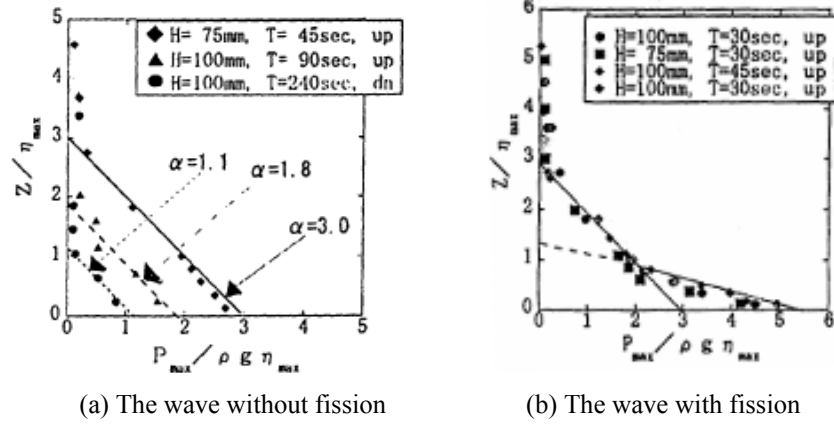 H= 75mm, T= 45sec, up
H=100mm, T= 90sec, up
H=100mm, T=240sec, dn
5
4
3
2
1
0
Z/η max
α=1.1
α=1.8
α=3.0
0 1 2 3 4 5
P max/ρ g η max
(a) The wave without fission
H=100mm, T=30sec, up
H= 75mm, T=30sec, up
H=100mm, T=45sec, up
H=100mm, T=30sec, up
6
5
4
3
2
1
0
Z/η max
0 1 2 3 4 5 6
P max/ρ g η max
(b) The wave with fission